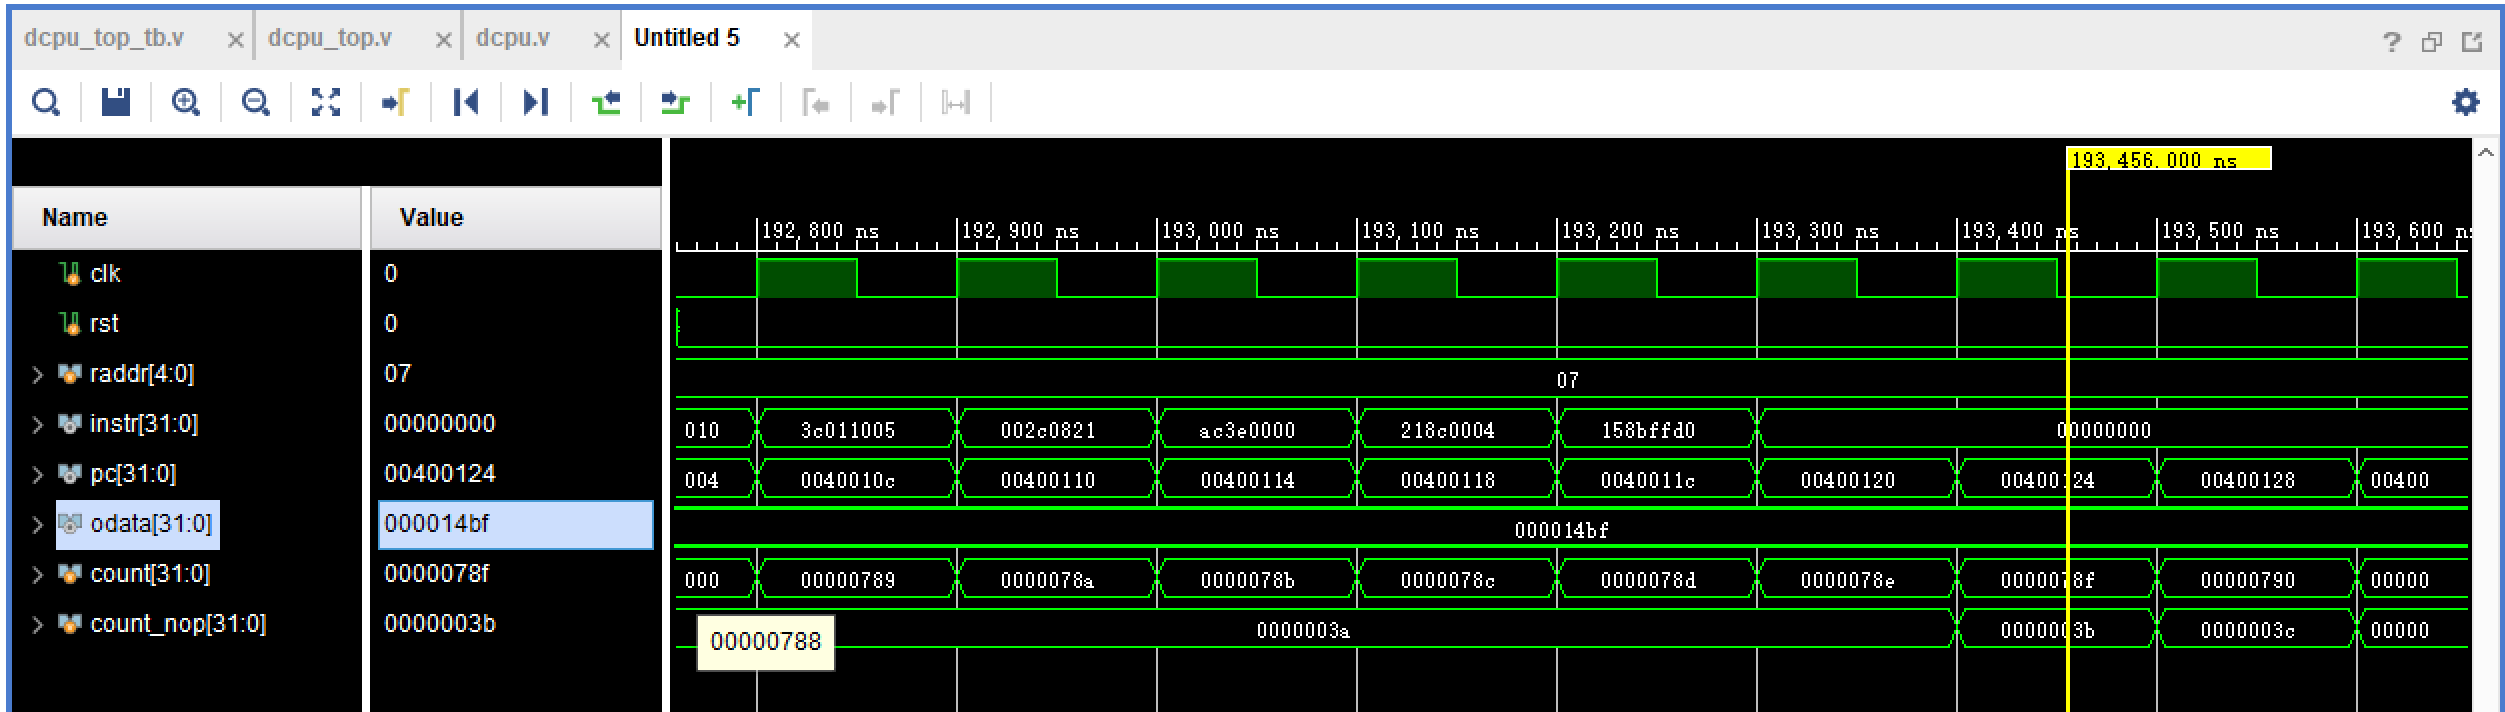 dcpu_top_tb.v dcpu_top.v dcpu.v Untitled 5
193,456.000 ns
Name Value
192,800 ns 192,900 ns 193,000 ns 193,100 ns 193,200 ns 193,300 ns 193,400 ns 193,500 ns 193,600 n
clk 0
rst 0
raddr[4:0] 07 07
instr[31:0] 00000000 010 3c011005 002c0821 ac3e0000 218c0004 158bffd0 00000000
pc[31:0] 00400124 004 0040010c 00400110 00400114 00400118 0040011c 00400120 00400124 00400128 00400
odata[31:0] 000014bf 000014bf
count[31:0] 0000078f 000 00000789 0000078a 0000078b 0000078c 0000078d 0000078e 0000078f 00000790 00000
count_nop[31:0] 0000003b 0000003a 0000003b 0000003c 00000
00000788